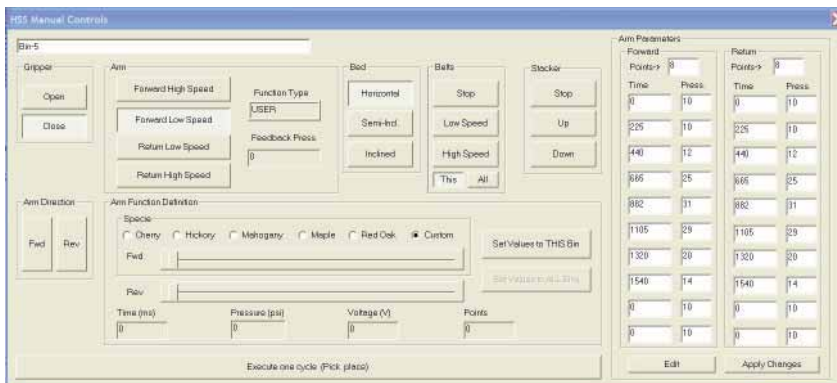 HSS Manual Controls
Bin-5
Gripper
Open
Close
Arm
Forward High Speed
Forward Low Speed
Return Low Speed
Return High Speed
Function Type
USER
Feedback Press.
0
Bed
Horizontal
Semi-Incl.
Inclined
Belts
Stop
Low Speed
High Speed
This All
Stacker
Stop
Up
Down
Arm Direction
Fwd Rev
Arm Function Definition
Specie
Cherry Hickory Mahogany Maple Red Oak Custom
Fwd
Rev
Set Values to THIS Bin
Set Values to ALL Bins
Time (ms) Pressure (psi) Voltage (V) Points
0 0 0 0
Execute one cycle (Pick, place)
Arm Parameters
Forward
Points-> 8
Time Press.
0 10
225 10
440 12
665 25
882 31
1105 29
1320 20
1540 14
0 10
0 10
Return
Points-> 8
Time Press.
0 10
225 10
440 12
665 25
882 31
1105 29
1320 20
1540 14
0 10
0 10
Edit Apply Changes